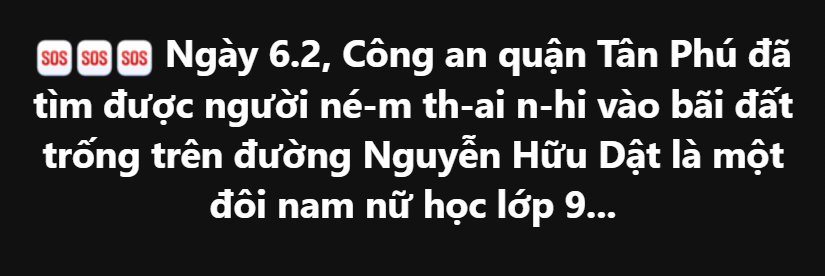 🆘🆘🆘 Ngày 6.2, Công an quận Tân Phú đã
tìm được người né-m th-ai n-hi vào bãi đất
trống trên đường Nguyễn Hữu Dật là một
đôi nam nữ học lớp 9...